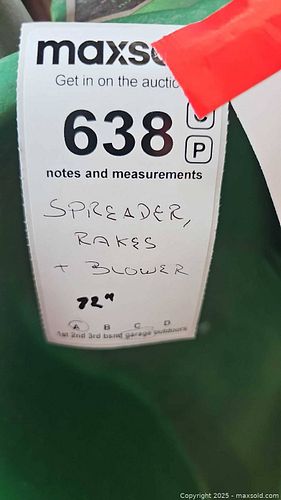 maxso
Get in on the auctio
638
P
notes and measurements
SPREADER,
RAKES
+ BLOWER
72"
A B C D
1st 2nd 3rd bsmt garage outdoors
Copyright 2025 - maxsold.com